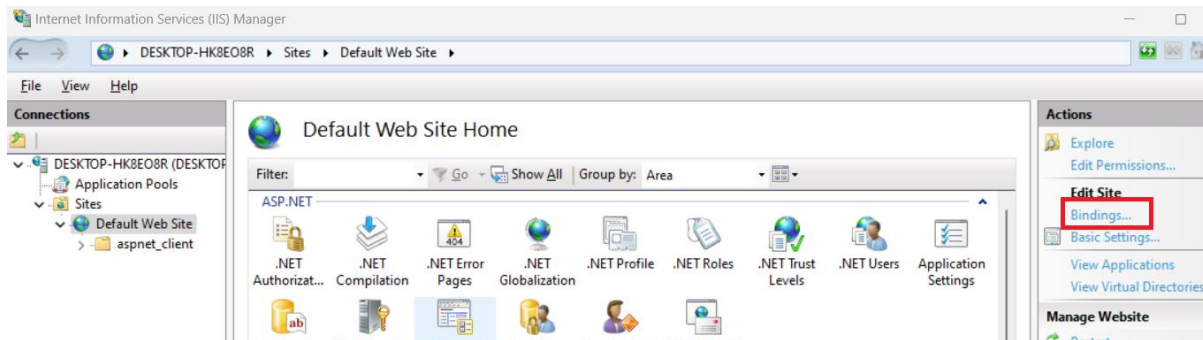 Internet Information Services (IIS) Manager
DESKTOP-HK8EO8R Sites Default Web Site
File View Help
Connections
DESKTOP-HK8EO8R (DESKTOP
Application Pools
Sites
Default Web Site
aspnet_client
Default Web Site Home
Filter: Go Show All Group by: Area
ASP.NET
.NET Authorizat...
.NET Compilation
404
.NET Error Pages
.NET Globalization
.NET Profile
.NET Roles
.NET Trust Levels
.NET Users
Application Settings
ab
Actions
Explore
Edit Permissions...
Edit Site
Bindings...
Basic Settings...
View Applications
View Virtual Directories
Manage Website